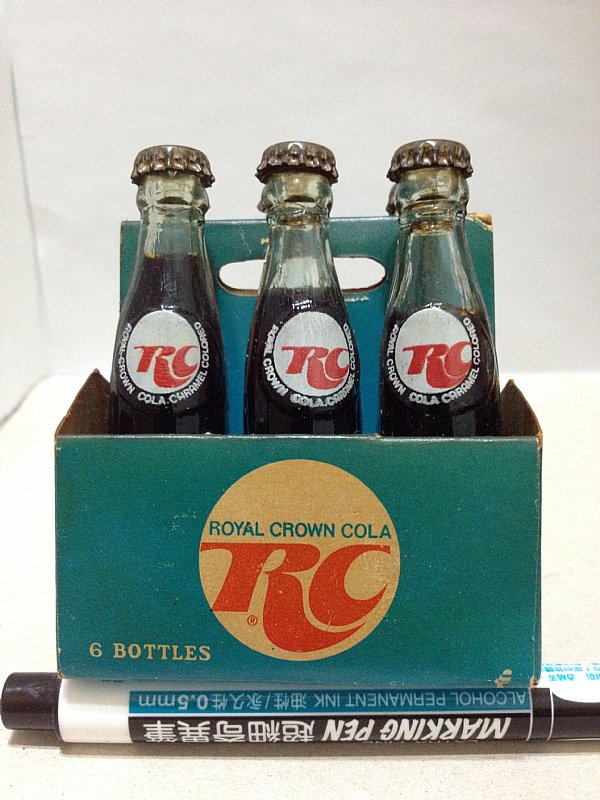 RC
ROYAL CROWN COLA CARAMEL COLORED
RC
ROYAL CROWN COLA CARAMEL COLORED
RC
ROYAL CROWN COLA CARAMEL COLORED
ROYAL CROWN COLA
RC
®
6 BOTTLES
ALCOHOL PERMANENT INK 油性/永久性0.5mm
MARKING PEN 超細奇異筆